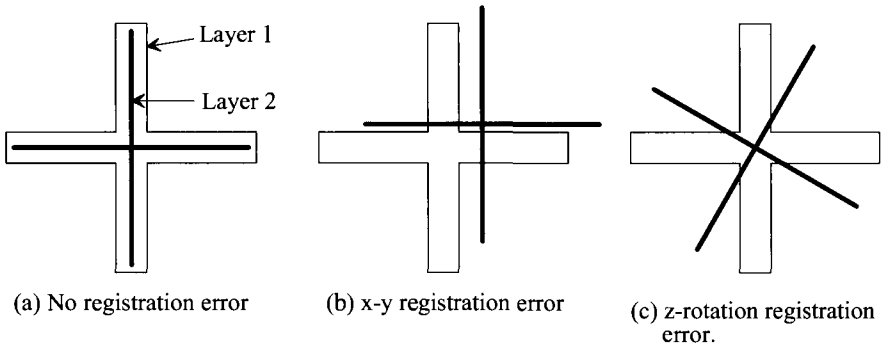 Layer 1
Layer 2
(a) No registration error
(b) x-y registration error
(c) z-rotation registration
error.